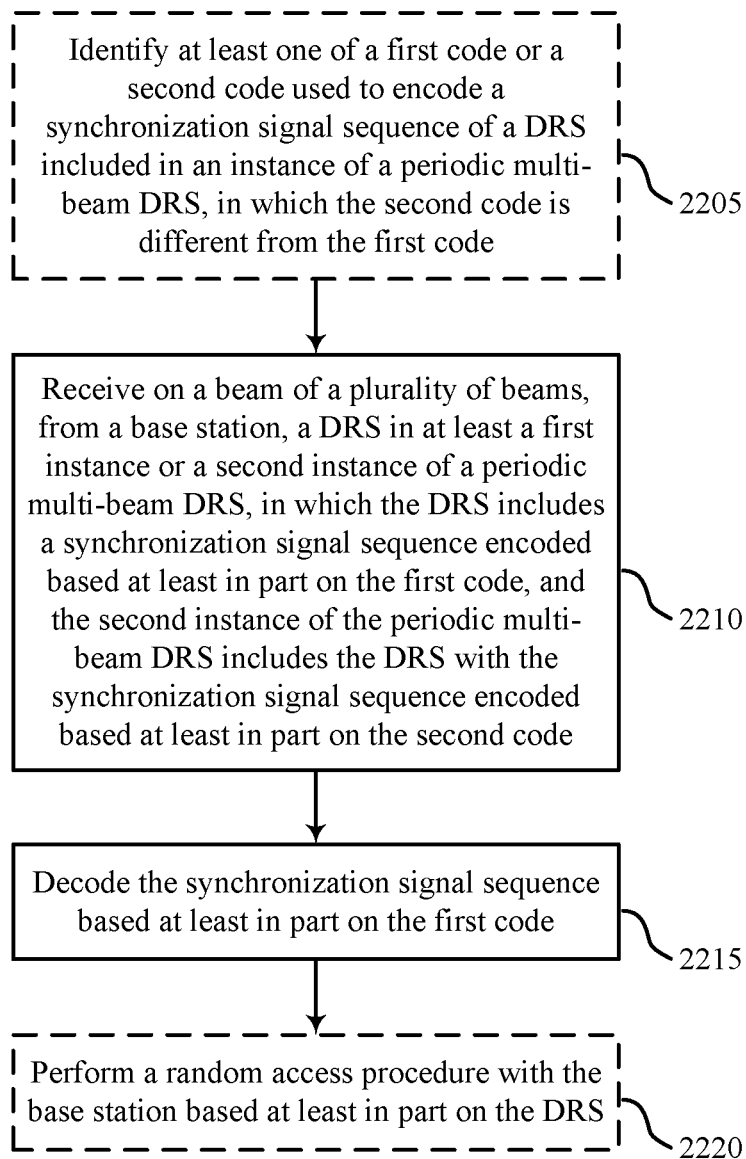 Identify at least one of a first code or a
second code used to encode a
synchronization signal sequence of a DRS
included in an instance of a periodic multi-
beam DRS, in which the second code is
different from the first code
2205
Receive on a beam of a plurality of beams,
from a base station, a DRS in at least a first
instance or a second instance of a periodic
multi-beam DRS, in which the DRS includes
a synchronization signal sequence encoded
based at least in part on the first code, and
the second instance of the periodic multi-
beam DRS includes the DRS with the
synchronization signal sequence encoded
based at least in part on the second code
2210
Decode the synchronization signal sequence
based at least in part on the first code
2215
Perform a random access procedure with the
base station based at least in part on the DRS
2220